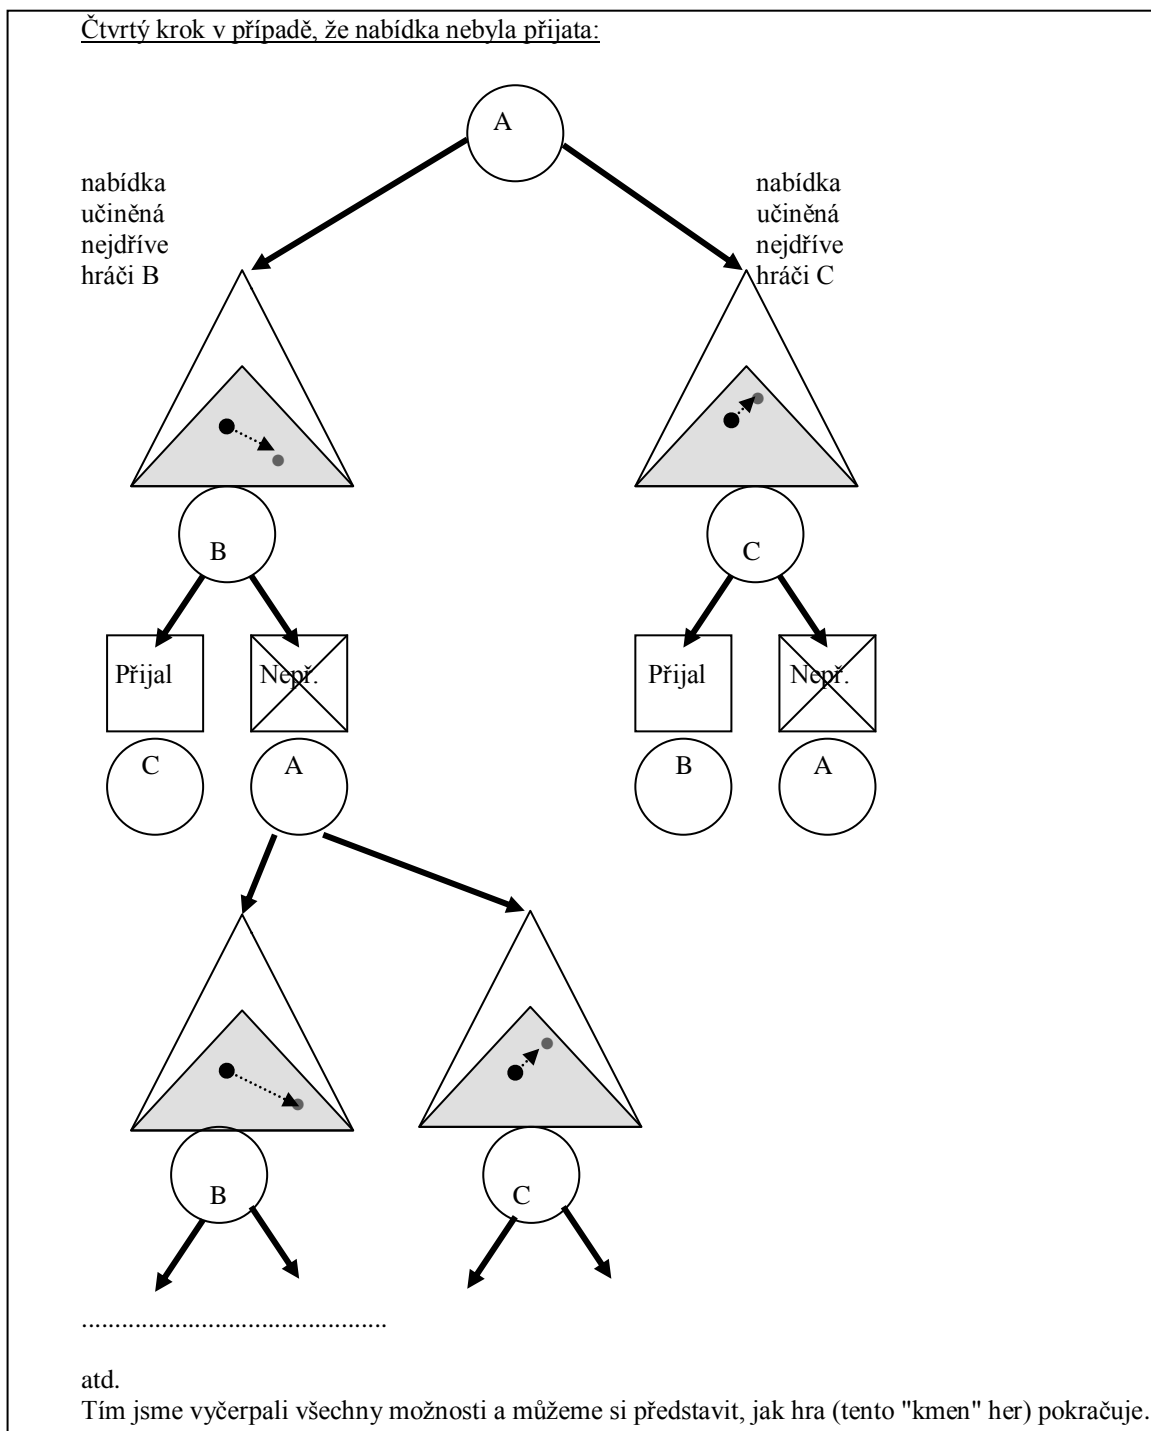 Čtvrtý krok v případě, že nabídka nebyla přijata:
A
nabídka
učiněná
nejdříve
hráči B
nabídka
učiněná
nejdříve
hráči C
B
C
Přijal
Nepř.
Přijal
Nepř.
C
A
B
A
B
C
..............................................
atd.
Tím jsme vyčerpali všechny možnosti a můžeme si představit, jak hra (tento "kmen" her) pokračuje.